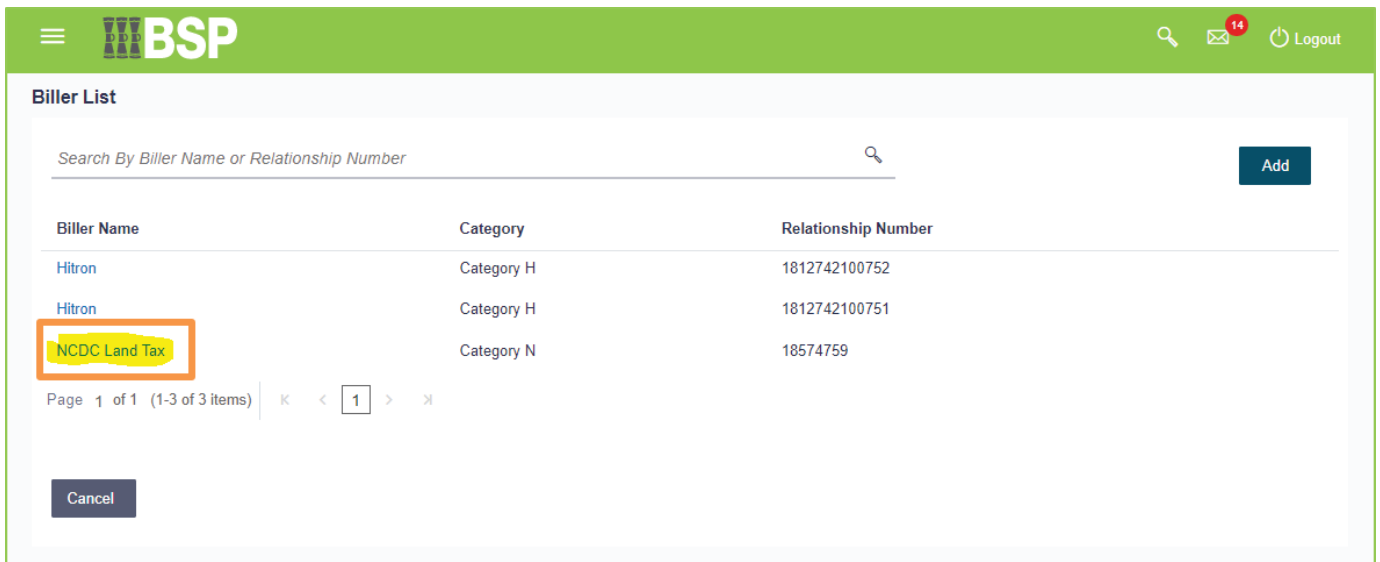 BSP
14
Logout
Biller List
Search By Biller Name or Relationship Number
Add
Biller Name Category Relationship Number
Hitron Category H 1812742100752
Hitron Category H 1812742100751
NCDC Land Tax Category N 18574759
Page 1 of 1 (1-3 of 3 items) K < 1 > >|
Cancel